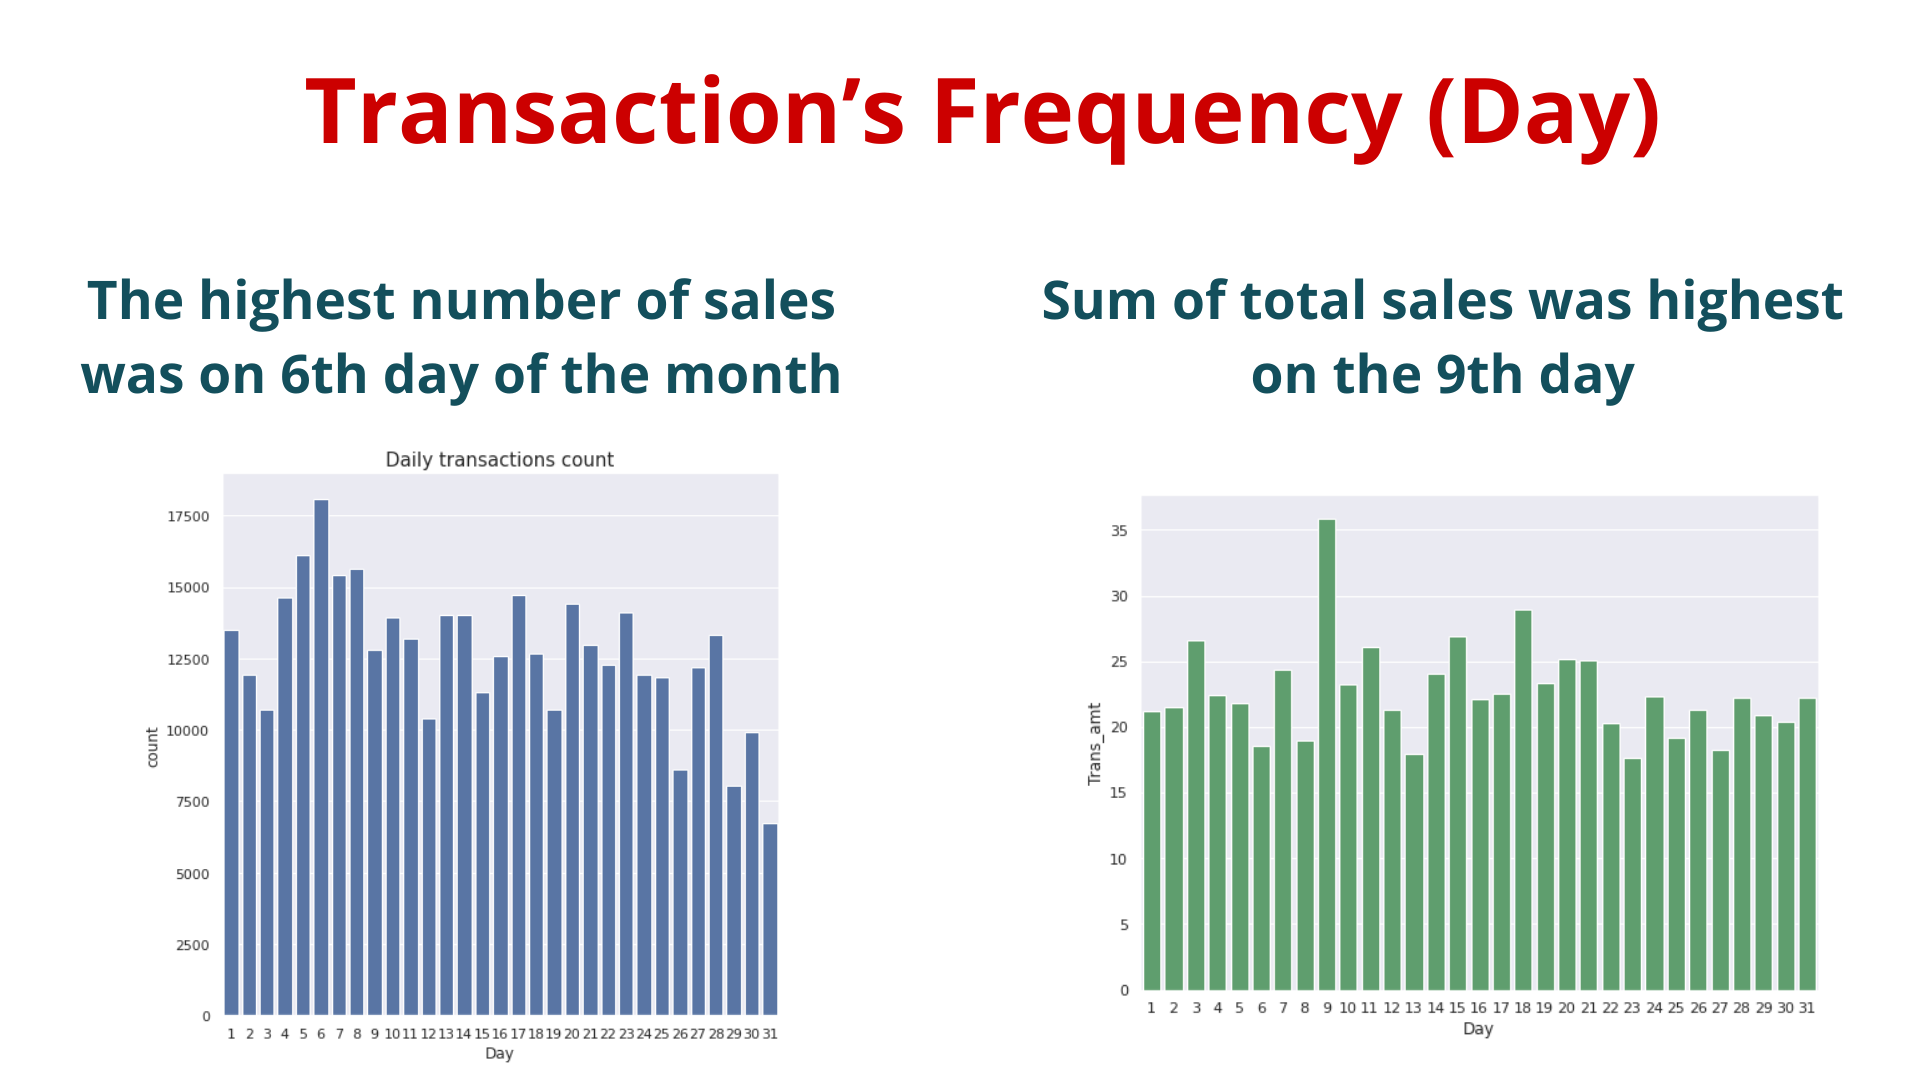 Transaction’s Frequency (Day)
The highest number of sales
was on 6th day of the month
Sum of total sales was highest
on the 9th day
Daily transactions count
17500
15000
12500
10000
7500
5000
2500
0
count
1 2 3 4 5 6 7 8 9 10 11 12 13 14 15 16 17 18 19 20 21 22 23 24 25 26 27 28 29 30 31
Day
35
30
25
20
15
10
5
0
Trans_amt
1 2 3 4 5 6 7 8 9 10 11 12 13 14 15 16 17 18 19 20 21 22 23 24 25 26 27 28 29 30 31
Day